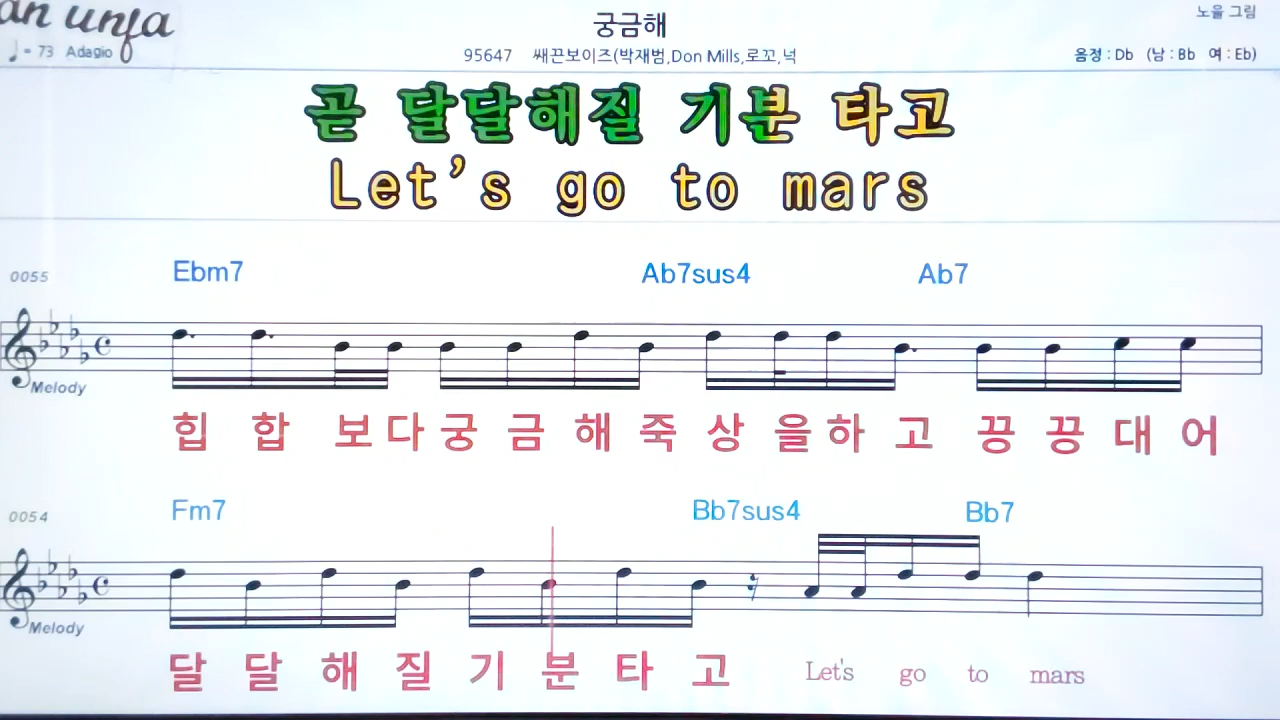 an unfa
궁금해
노을 그림
♩= 73 Adagio
95647 쌔끈보이즈(박재범,Don Mills,로꼬,넉
음정 : Db (남 : Bb 여 : Eb)
곧 달달해질 기분 타고
Let's go to mars
0055
Ebm7 Ab7sus4 Ab7
Melody
힙 합 보다궁 금 해 죽 상 을하 고 끙 끙 대 어
0054
Fm7 Bb7sus4 Bb7
Melody
달 달 해 질 기 분 타 고 Let's go to mars